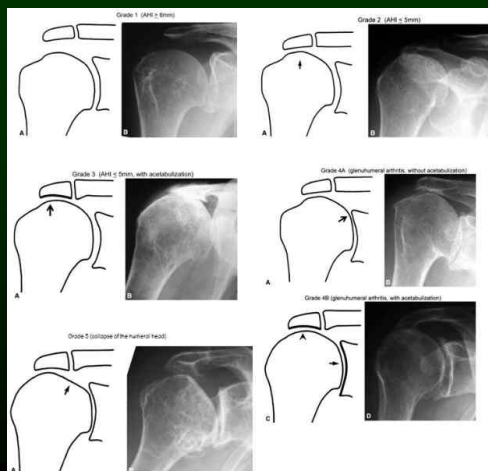 Grade 1 (AHI ≥ 6mm)
A
B
Grade 2 (AHI ≤ 5mm)
A
B
Grade 3 (AHI ≤ 5mm, with acetabulization)
A
B
Grade 4A (glenohumeral arthritis, without acetabulization)
A
B
Grade 4B (glenuhumeral arthritis, with acetabulization)
C
D
Grade 5 (collapse of the humeral head)
A